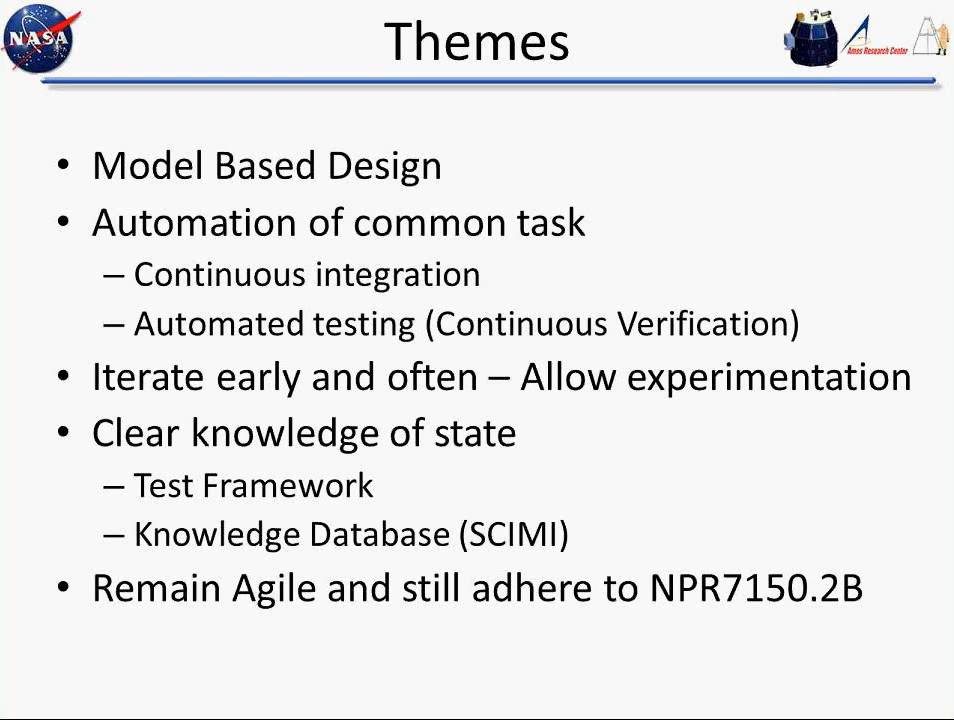 NASA
Themes
Ames Research Center
• Model Based Design
• Automation of common task
– Continuous integration
– Automated testing (Continuous Verification)
• Iterate early and often – Allow experimentation
• Clear knowledge of state
– Test Framework
– Knowledge Database (SCIMI)
• Remain Agile and still adhere to NPR7150.2B